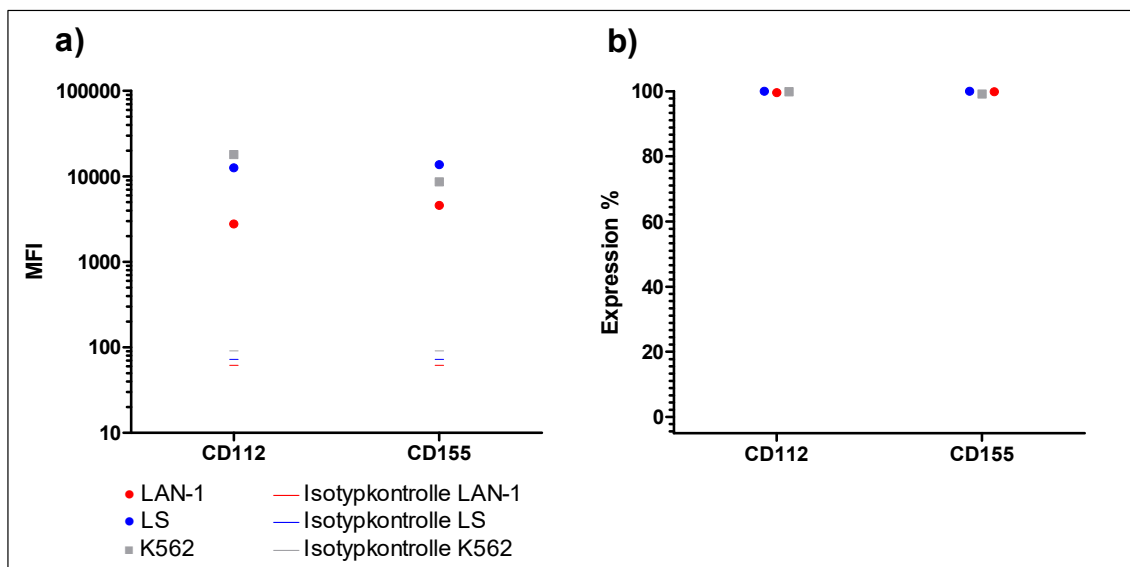 a)
100000
10000
1000
100
10
MFI
CD112
CD155
b)
100
80
60
40
20
0
Expression %
CD112
CD155
LAN-1
Isotypkontrolle LAN-1
LS
Isotypkontrolle LS
K562
Isotypkontrolle K562